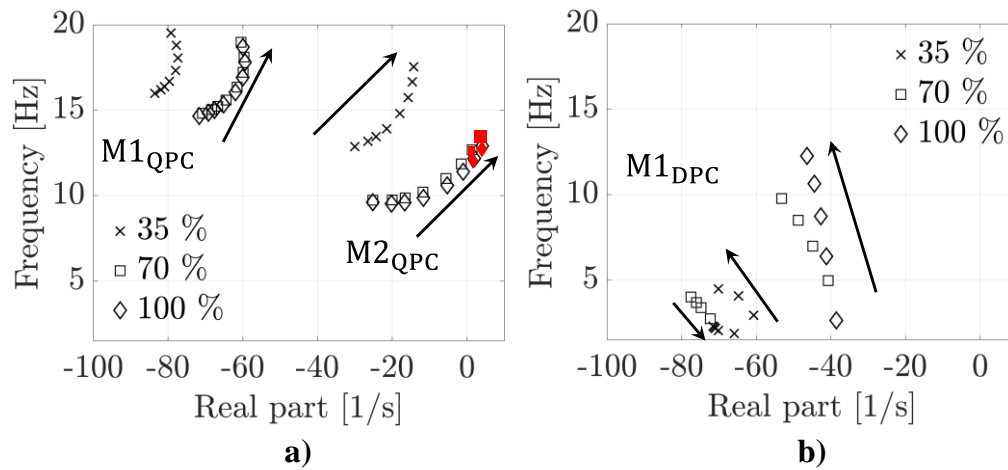 20
15
10
5
Frequency [Hz]
M1QPC
M2QPC
35 %
70 %
100 %
-100 -80 -60 -40 -20 0
Real part [1/s]
a)
20
15
10
5
Frequency [Hz]
M1DPC
35 %
70 %
100 %
-100 -80 -60 -40 -20 0
Real part [1/s]
b)